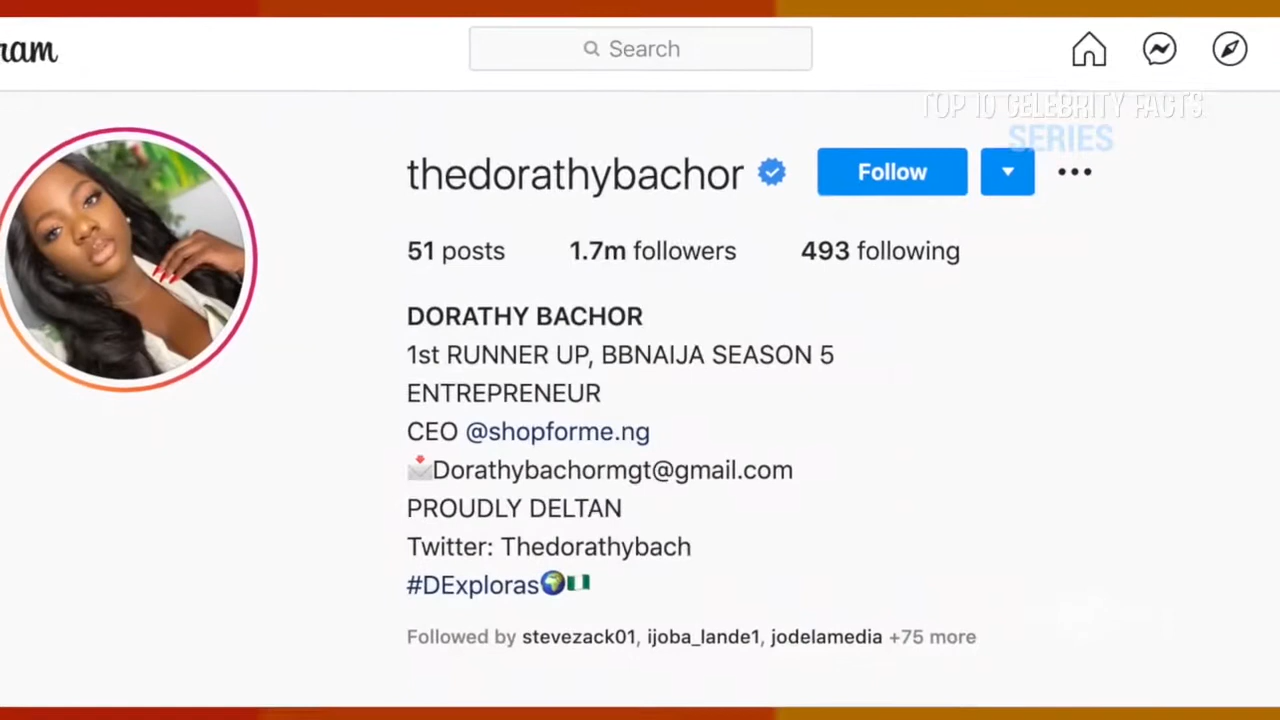 ram
Search
TOP 10 CELEBRITY FACTS
SERIES
thedorathybachor
Follow
51 posts 1.7m followers 493 following
DORATHY BACHOR
1st RUNNER UP, BBNAIJA SEASON 5
ENTREPRENEUR
CEO @shopforme.ng
📩Dorathybachormgt@gmail.com
PROUDLY DELTAN
Twitter: Thedorathybach
#DExploras🌍🇳🇬
Followed by stevezack01, ijoba_lande1, jodelamedia +75 more